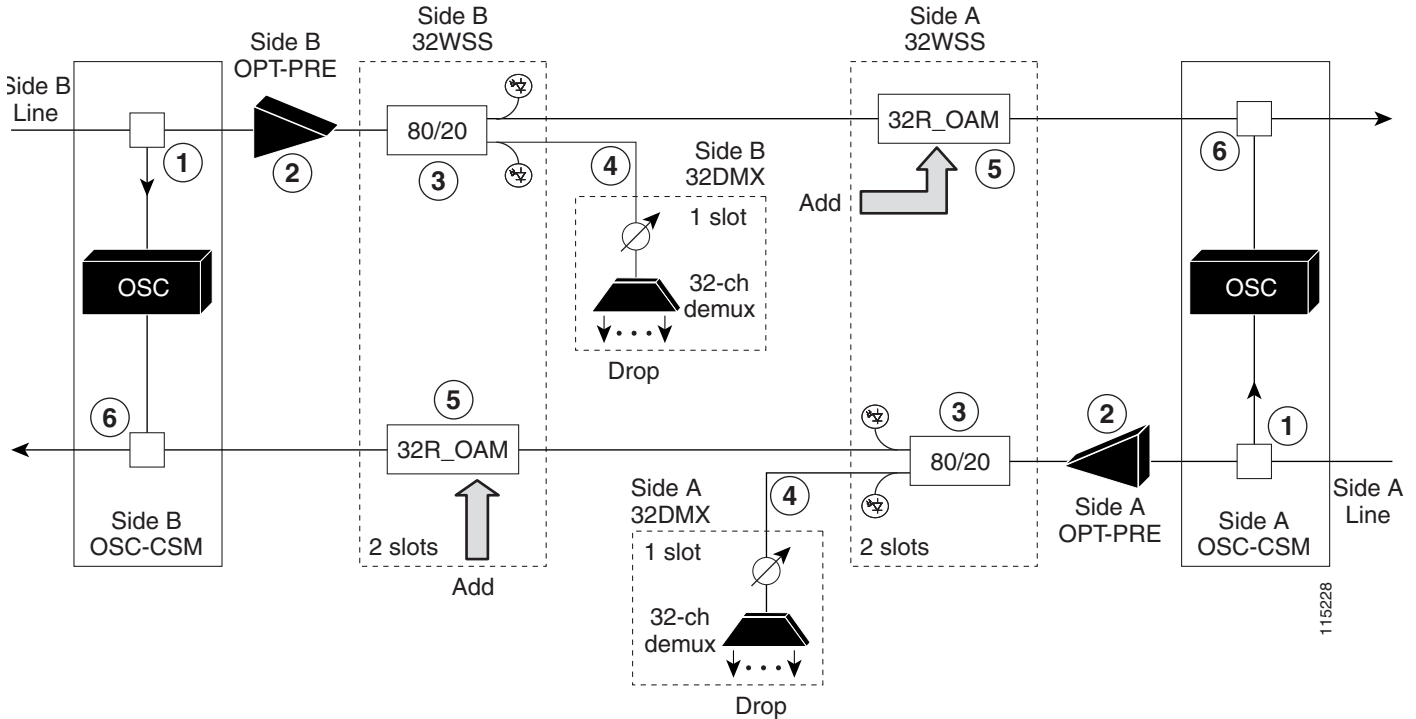 Side B
32WSS
Side A
32WSS
Side B
OPT-PRE
Side B
Line
1
2
80/20
3
4
Side B
32DMX
1 slot
32-ch
demux
Drop
32R_OAM
5
Add
6
OSC
OSC
6
5
32R_OAM
3
80/20
2
1
Side B
OSC-CSM
2 slots
Add
Side A
32DMX
4
1 slot
32-ch
demux
Drop
2 slots
Side A
OPT-PRE
Side A
OSC-CSM
Side A
Line
115228